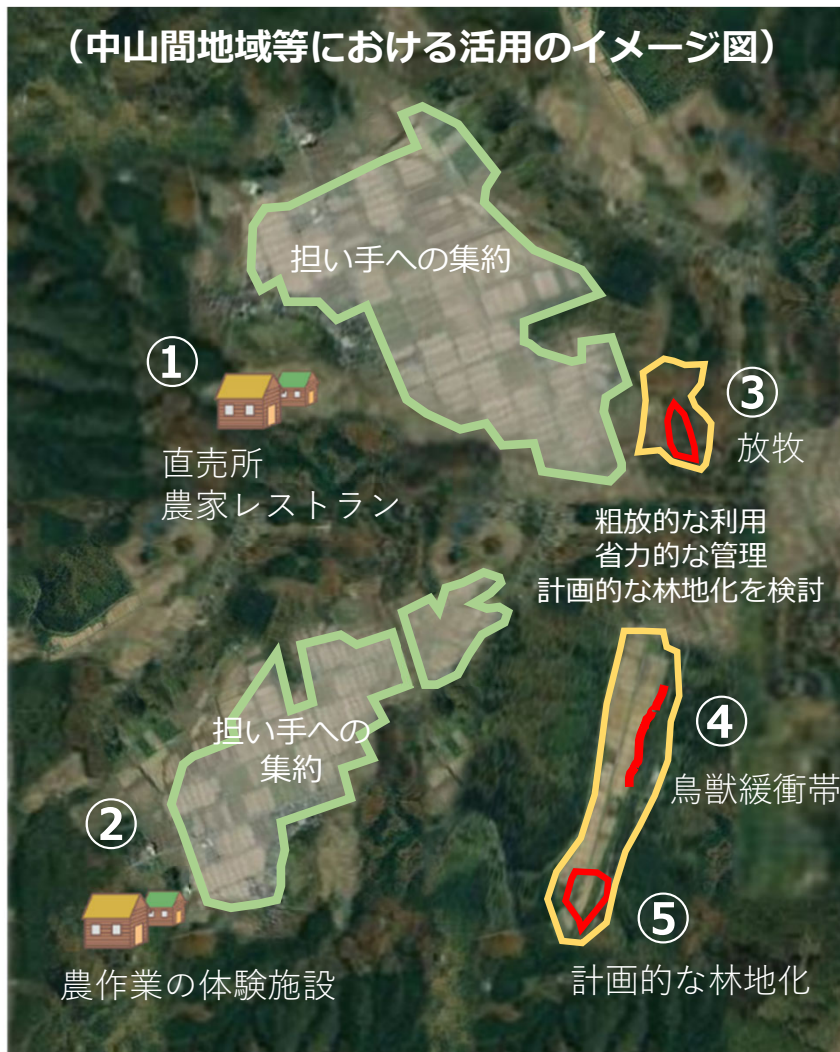 （中山間地域等における活用のイメージ図）
担い手への集約
①
直売所
農家レストラン
③
放牧
粗放的な利用
省力的な管理
計画的な林地化を検討
担い手への
集約
②
農作業の体験施設
④
鳥獣緩衝帯
⑤
計画的な林地化